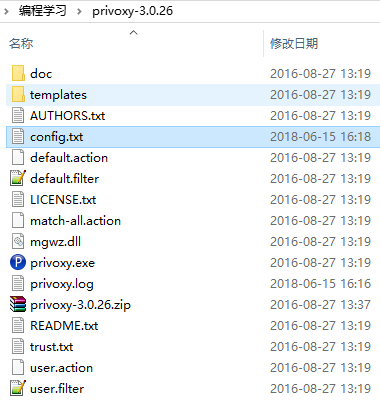 编程学习 > privoxy-3.0.26
名称 修改日期
doc 2016-08-27 13:19
templates 2016-08-27 13:19
AUTHORS.txt 2016-08-27 13:19
config.txt 2018-06-15 16:18
default.action 2016-08-27 13:19
default.filter 2016-08-27 13:19
LICENSE.txt 2016-08-27 13:19
match-all.action 2016-08-27 13:19
mgwz.dll 2016-08-27 13:19
privoxy.exe 2016-08-27 13:19
privoxy.log 2018-06-15 16:16
privoxy-3.0.26.zip 2016-08-27 13:37
README.txt 2016-08-27 13:19
trust.txt 2016-08-27 13:19
user.action 2016-08-27 13:19
user.filter 2016-08-27 13:19